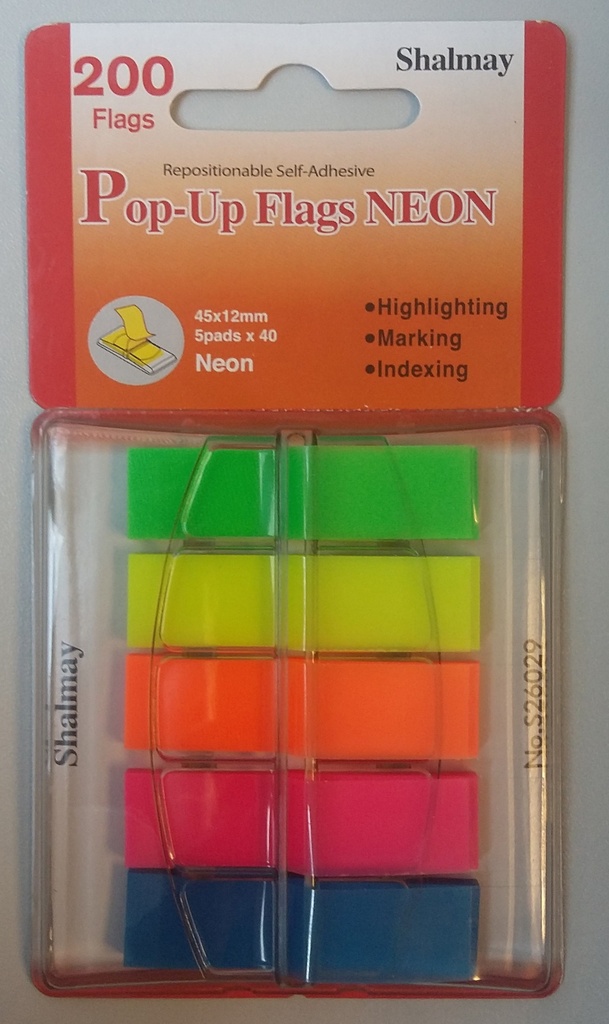 Shalmay
200
Flags
Repositionable Self-Adhesive
Pop-Up Flags NEON
45x12mm
5pads x 40
Neon
•Highlighting
•Marking
•Indexing
Shalmay
No.S26029